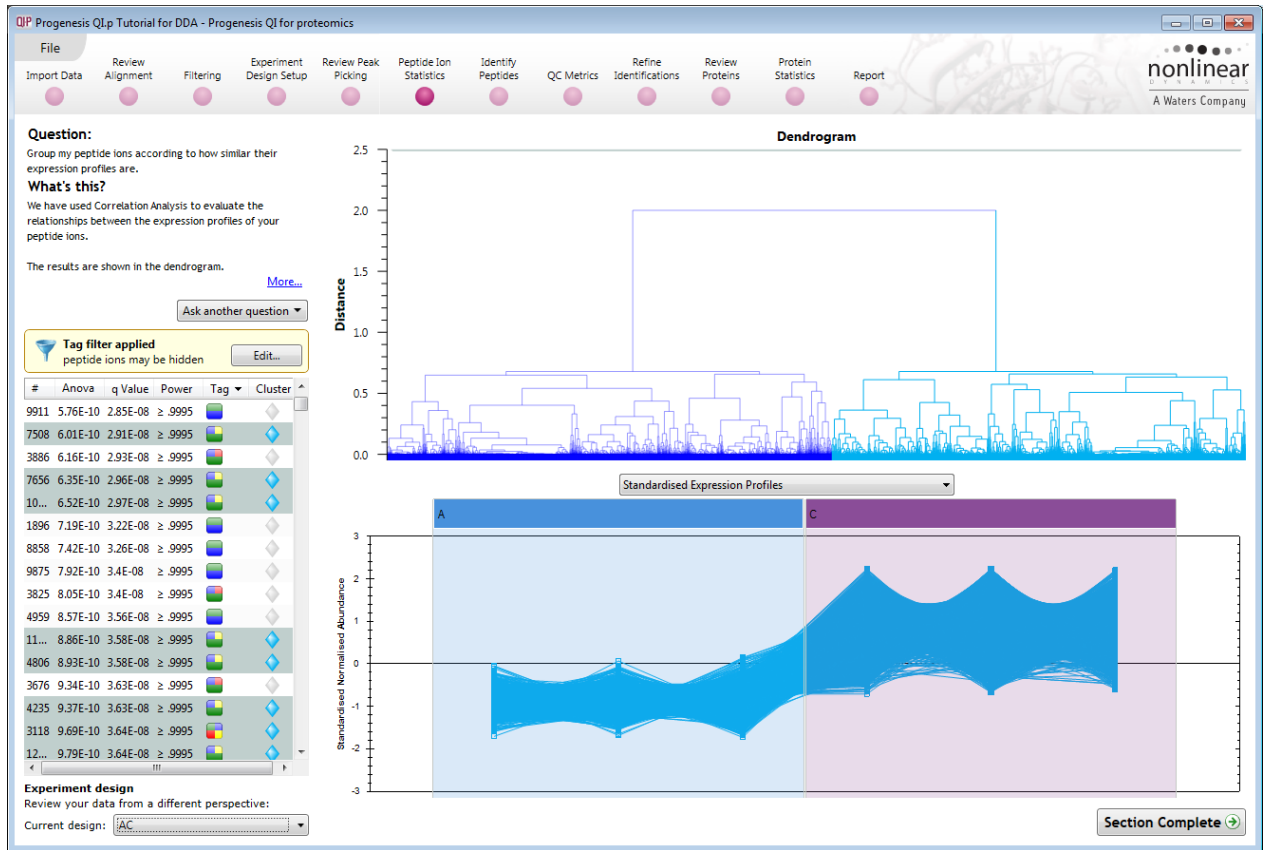 Progenesis QI.p Tutorial for DDA - Progenesis QI for proteomics
File
Import Data
Review Alignment
Filtering
Experiment Design Setup
Review Peak Picking
Peptide Ion Statistics
Identify Peptides
QC Metrics
Refine Identifications
Review Proteins
Protein Statistics
Report
nonlinear
DYNAMICS
A Waters Company
Question:
Group my peptide ions according to how similar their
expression profiles are.
What's this?
We have used Correlation Analysis to evaluate the
relationships between the expression profiles of your
peptide ions.
The results are shown in the dendrogram.
More...
Ask another question
Tag filter applied
peptide ions may be hidden
Edit...
# Anova q Value Power Tag Cluster
9911 5.76E-10 2.85E-08 ≥ .9995
7508 6.01E-10 2.91E-08 ≥ .9995
3886 6.16E-10 2.93E-08 ≥ .9995
7656 6.35E-10 2.96E-08 ≥ .9995
10... 6.52E-10 2.97E-08 ≥ .9995
1896 7.19E-10 3.22E-08 ≥ .9995
8858 7.42E-10 3.26E-08 ≥ .9995
9875 7.92E-10 3.4E-08 ≥ .9995
3825 8.05E-10 3.4E-08 ≥ .9995
4959 8.57E-10 3.56E-08 ≥ .9995
11... 8.86E-10 3.58E-08 ≥ .9995
4806 8.93E-10 3.58E-08 ≥ .9995
3676 9.34E-10 3.63E-08 ≥ .9995
4235 9.37E-10 3.63E-08 ≥ .9995
3118 9.69E-10 3.64E-08 ≥ .9995
12... 9.79E-10 3.64E-08 ≥ .9995
Experiment design
Review your data from a different perspective:
Current design: AC
Dendrogram
Distance
2.5
2.0
1.5
1.0
0.5
0.0
Standardised Expression Profiles
A
C
Standardised Normalised Abundance
3
2
1
0
-1
-2
-3
Section Complete